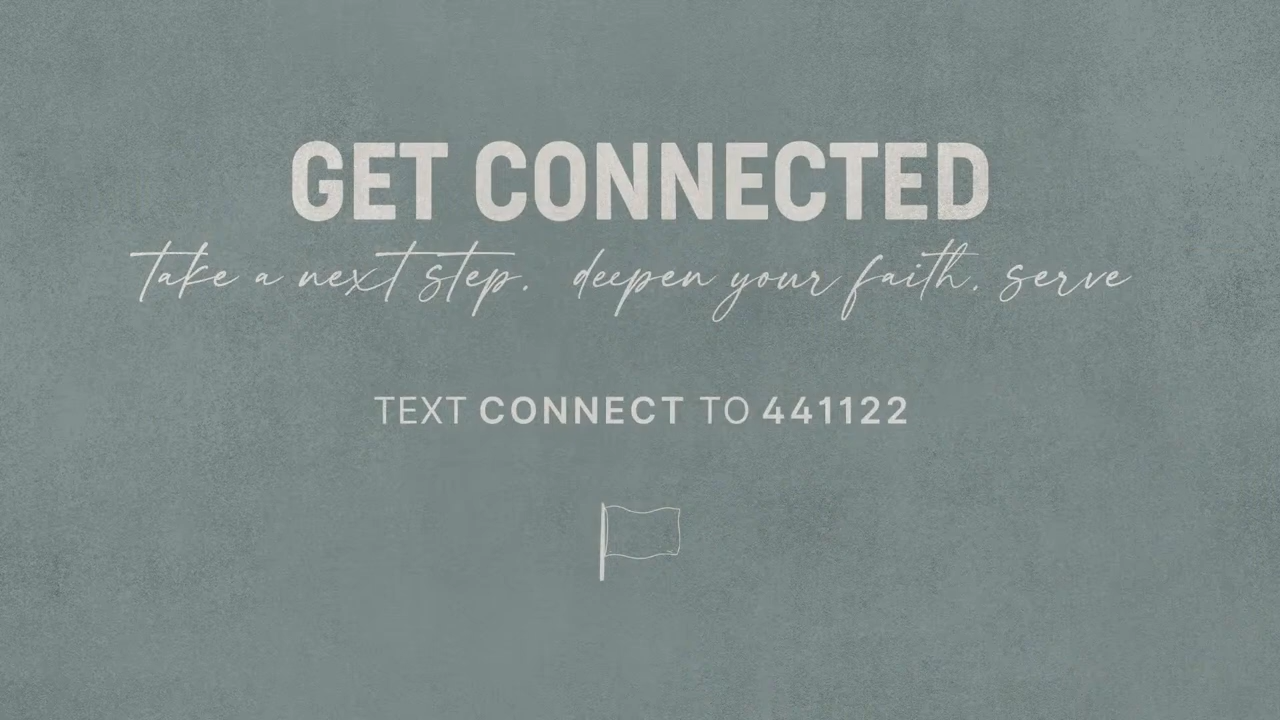 GET CONNECTED
take a next step. deepen your faith. serve
TEXT CONNECT TO 441122